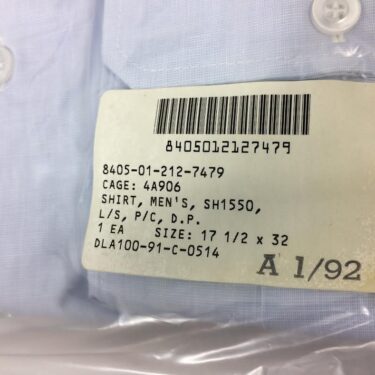 8405012127479
8405-01-212-7479
CAGE: 4A906
SHIRT, MEN'S, SH1550,
L/S, P/C, D.P.
1 EA SIZE: 17 1/2 x 32
DLA100-91-C-0514
A 1/92